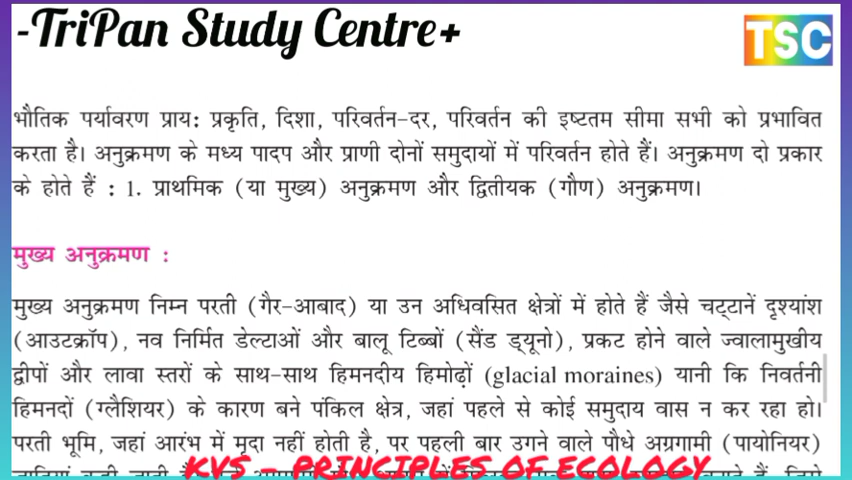 -TriPan Study Centre+
TSC
भौतिक पर्यावरण प्राय: प्रकृति, दिशा, परिवर्तन-दर, परिवर्तन की इष्टतम सीमा सभी को प्रभावित
करता है। अनुक्रमण के मध्य पादप और प्राणी दोनों समुदायों में परिवर्तन होते हैं। अनुक्रमण दो प्रकार
के होते हैं : 1. प्राथमिक (या मुख्य) अनुक्रमण और द्वितीयक (गौण) अनुक्रमण।
मुख्य अनुक्रमण :
मुख्य अनुक्रमण निम्न परती (गैर-आबाद) या उन अधिवसित क्षेत्रों में होते हैं जैसे चट्टानें दृश्यांश
(आउटक्रॉप), नव निर्मित डेल्टाओं और बालू टिब्बों (सैंड ड्यूनो), प्रकट होने वाले ज्वालामुखीय
द्वीपों और लावा स्तरों के साथ-साथ हिमनदीय हिमोढ़ों (glacial moraines) यानी कि निवर्तनी
हिमनदों (ग्लैशियर) के कारण बने पंकिल क्षेत्र, जहां पहले से कोई समुदाय वास न कर रहा हो।
परती भूमि, जहां आरंभ में मृदा नहीं होती है, पर पहली बार उगने वाले पौधे अग्रगामी (पायोनियर)
KVS - PRINCIPLES OF ECOLOGY